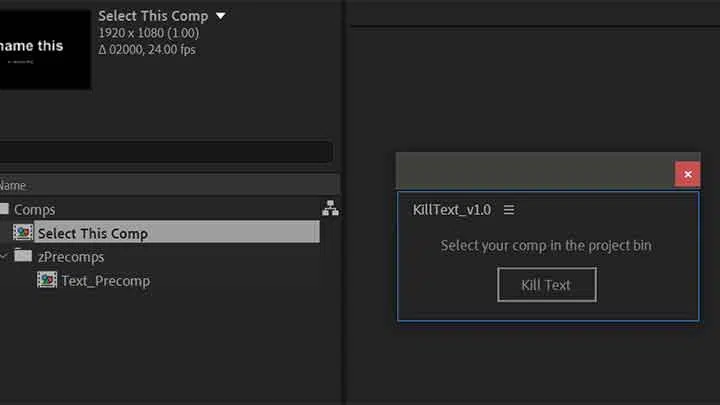 Select This Comp
1920 x 1080 (1.00)
Δ 02000, 24.00 fps
name this
Name
Comps
Select This Comp
zPrecomps
Text_Precomp
KillText_v1.0
Select your comp in the project bin
Kill Text